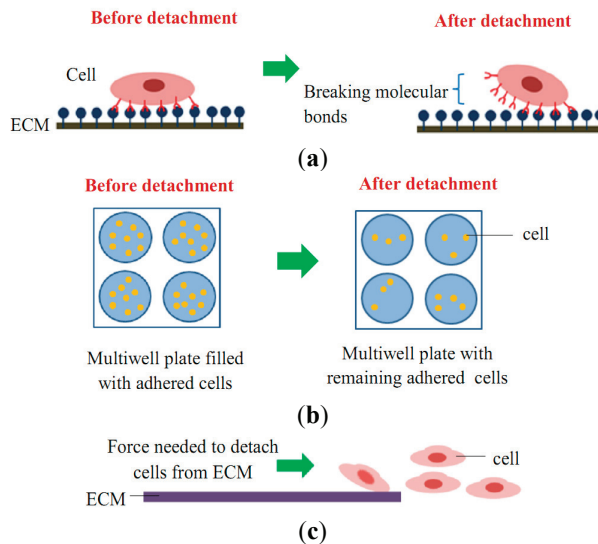 Before detachment
After detachment
Cell
Breaking molecular
bonds
ECM
(a)
Before detachment
After detachment
cell
Multiwell plate filled
with adhered cells
Multiwell plate with
remaining adhered cells
(b)
Force needed to detach
cells from ECM
cell
ECM
(c)